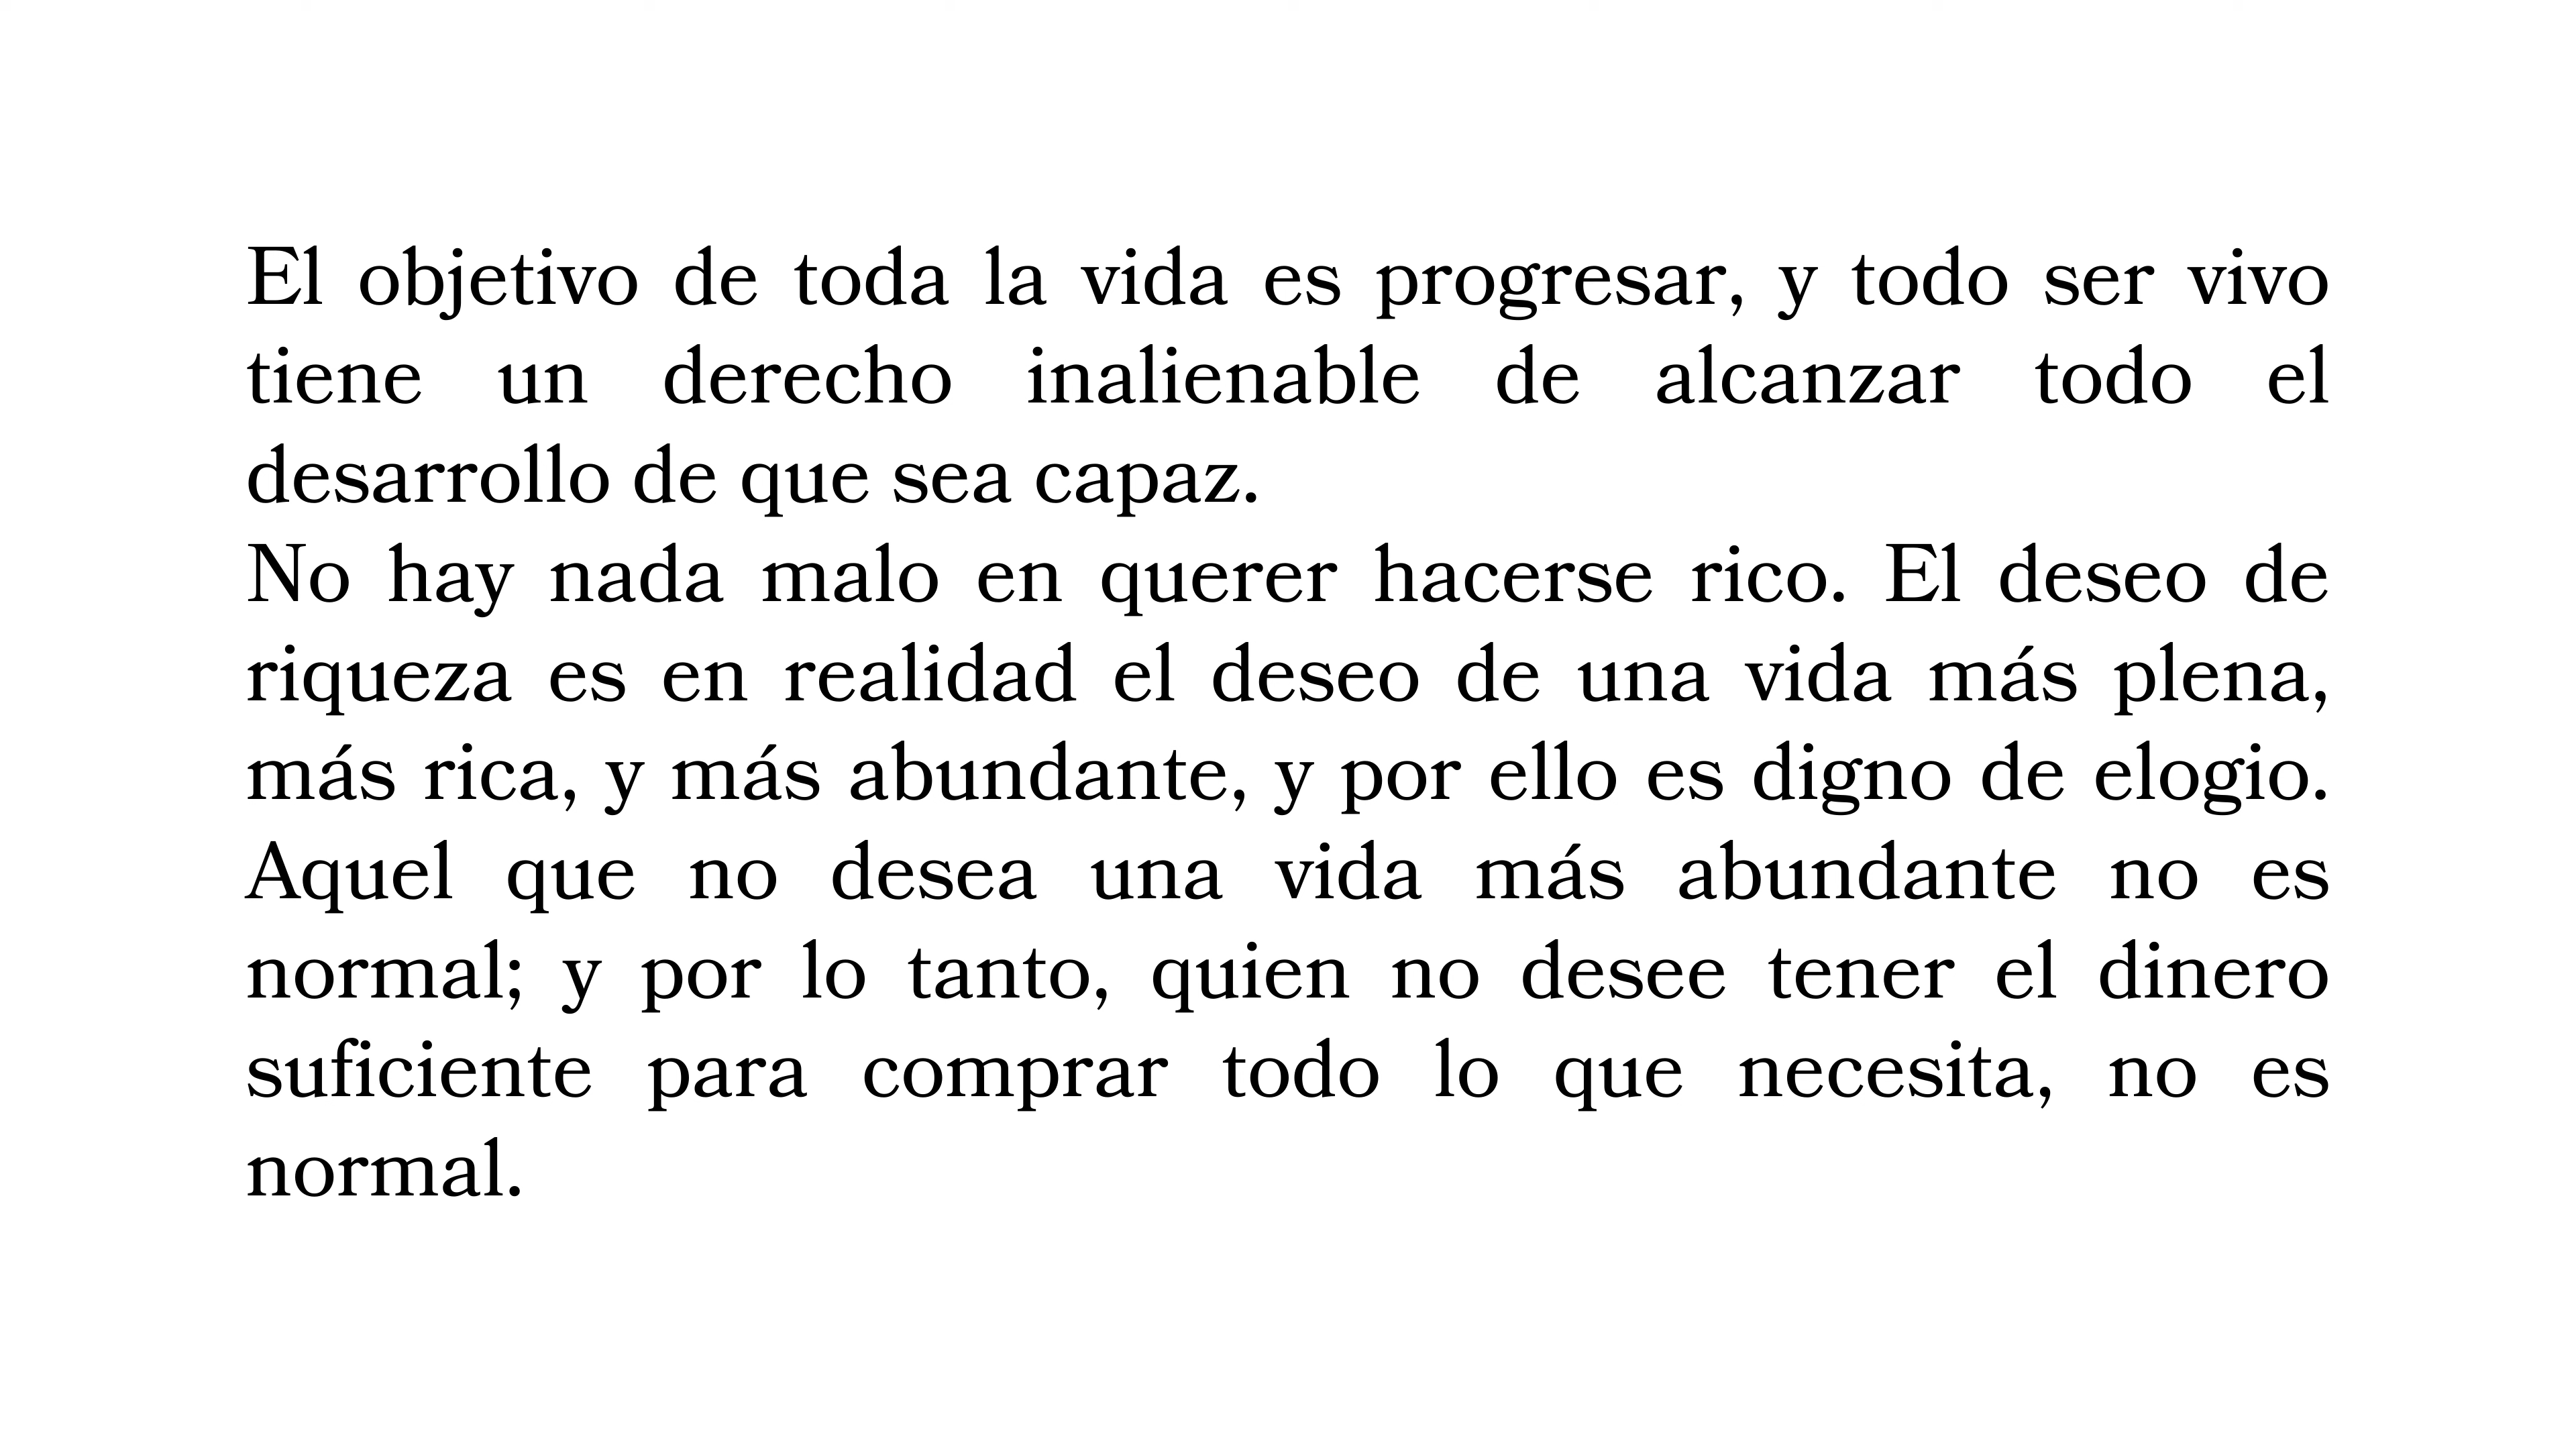 El objetivo de toda la vida es progresar, y todo ser vivo
tiene un derecho inalienable de alcanzar todo el
desarrollo de que sea capaz.
No hay nada malo en querer hacerse rico. El deseo de
riqueza es en realidad el deseo de una vida más plena,
más rica, y más abundante, y por ello es digno de elogio.
Aquel que no desea una vida más abundante no es
normal; y por lo tanto, quien no desee tener el dinero
suficiente para comprar todo lo que necesita, no es
normal.